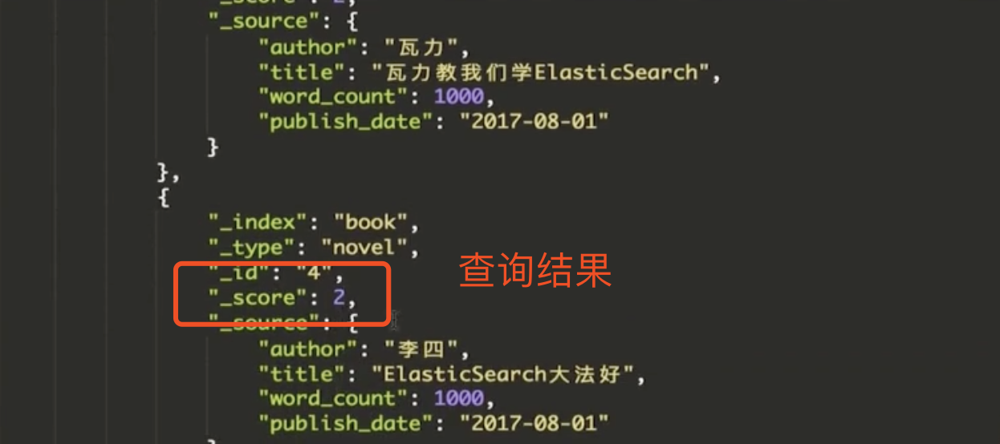 "_score": 2,
"_source": {
"author": "瓦力",
"title": "瓦力教我们学ElasticSearch",
"word_count": 1000,
"publish_date": "2017-08-01"
}
},
{
"_index": "book",
"_type": "novel",
"_id": "4",
查询结果
"_score": 2,
"_source": {
"author": "李四",
"title": "ElasticSearch大法好",
"word_count": 1000,
"publish_date": "2017-08-01"
}